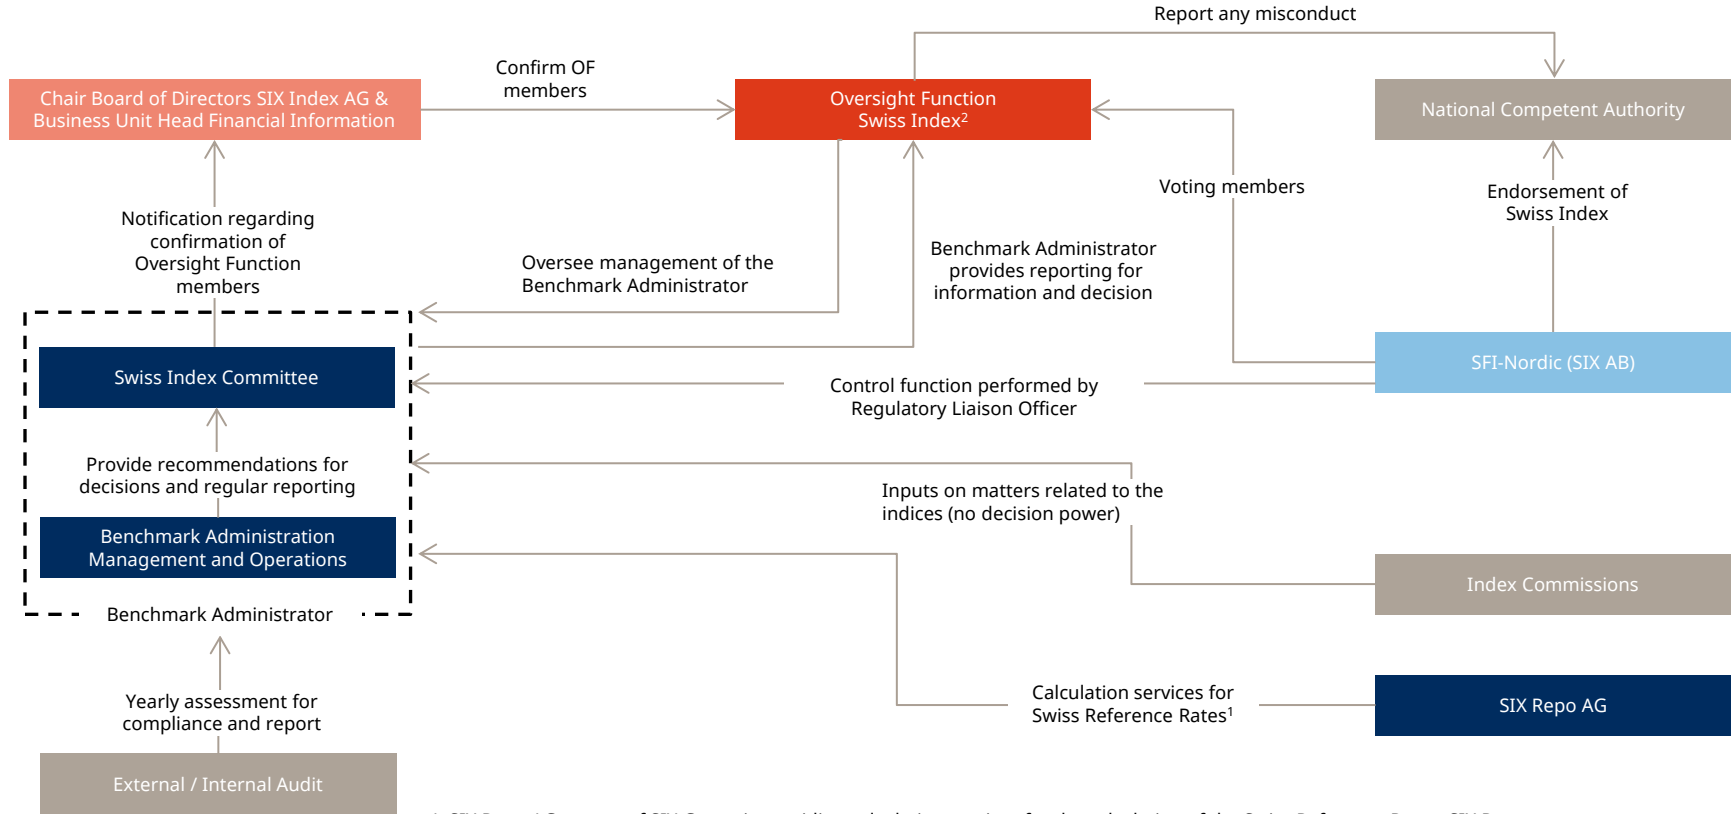 Report any misconduct
Confirm OF
members
Chair Board of Directors SIX Index AG &
Business Unit Head Financial Information
Oversight Function
Swiss Index²
National Competent Authority
Voting members
Endorsement of
Swiss Index
Notification regarding
confirmation of
Oversight Function
members
Oversee management of the
Benchmark Administrator
Benchmark Administrator
provides reporting for
information and decision
Swiss Index Committee
SFI-Nordic (SIX AB)
Control function performed by
Regulatory Liaison Officer
Provide recommendations for
decisions and regular reporting
Inputs on matters related to the
indices (no decision power)
Benchmark Administration
Management and Operations
Index Commissions
Benchmark Administrator
Yearly assessment for
compliance and report
Calculation services for
Swiss Reference Rates¹
SIX Repo AG
External / Internal Audit